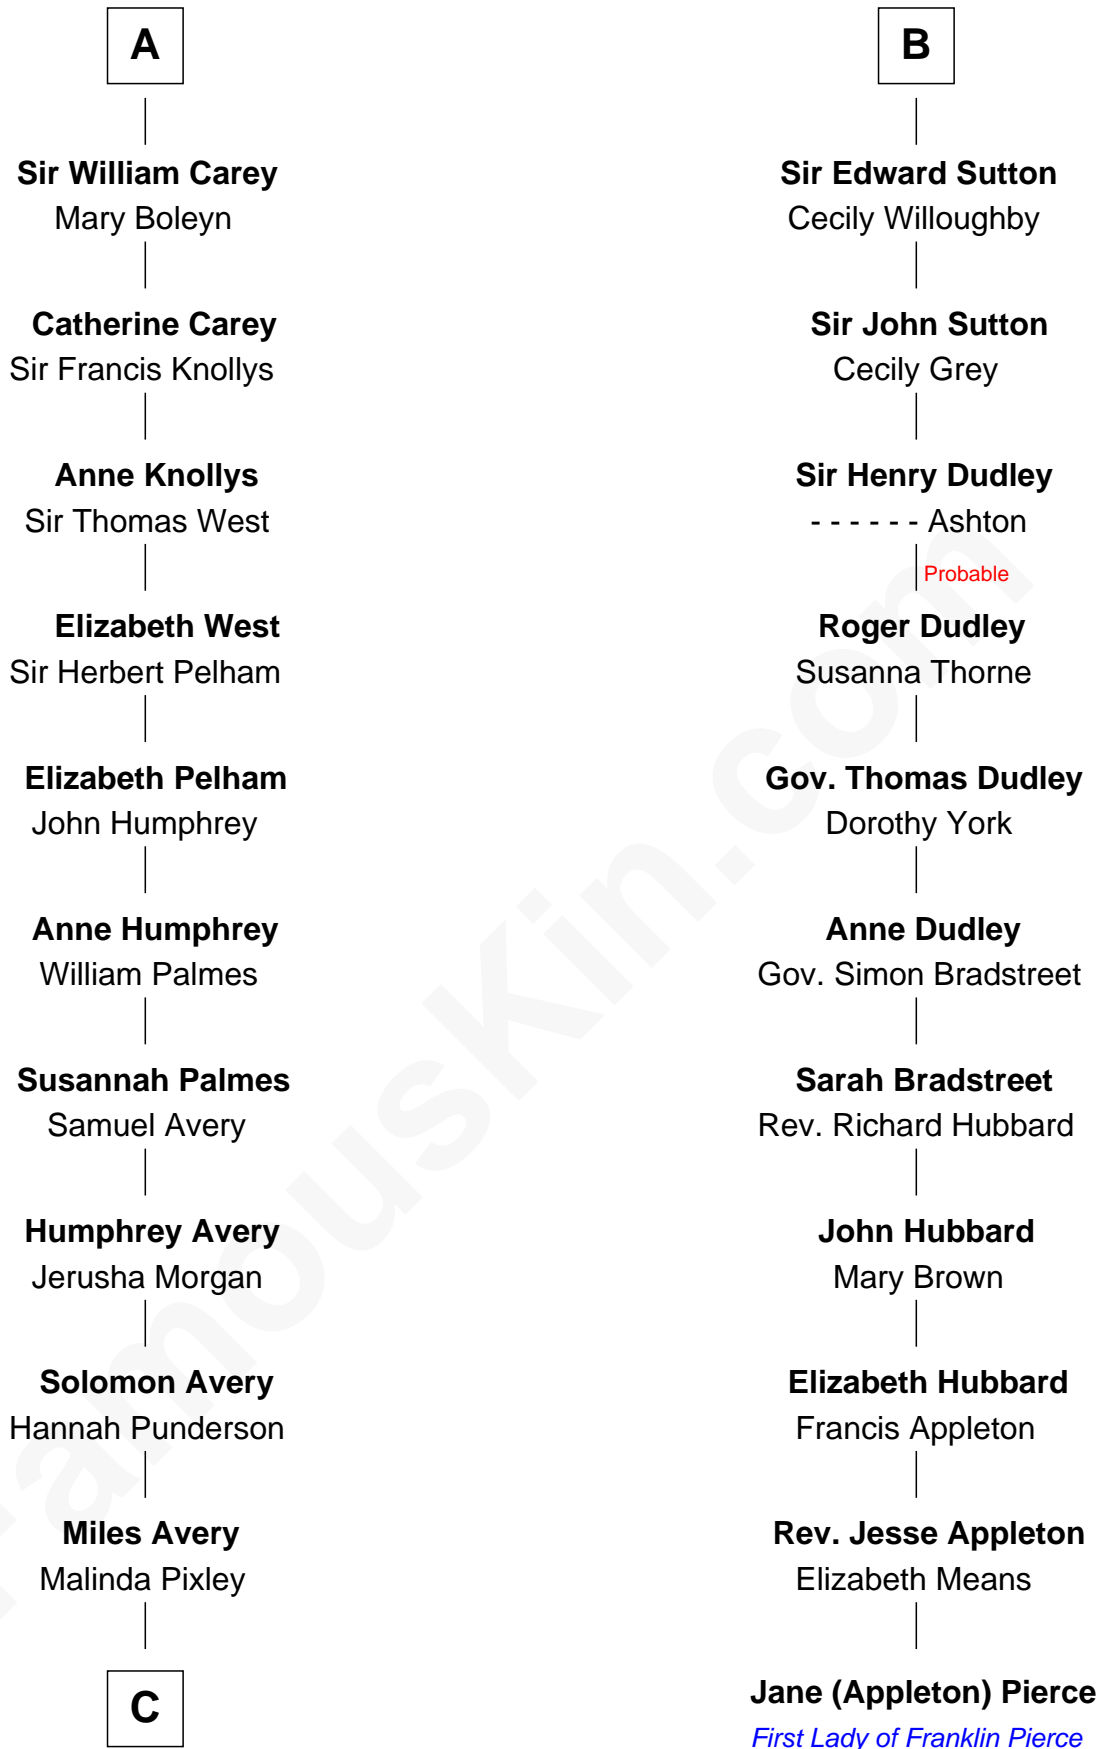 A
Sir William Carey
Mary Boleyn
Catherine Carey
Sir Francis Knollys
Anne Knollys
Sir Thomas West
Elizabeth West
Sir Herbert Pelham
Elizabeth Pelham
John Humphrey
Anne Humphrey
William Palmes
Susannah Palmes
Samuel Avery
Humphrey Avery
Jerusha Morgan
Solomon Avery
Hannah Punderson
Miles Avery
Malinda Pixley
C
B
Sir Edward Sutton
Cecily Willoughby
Sir John Sutton
Cecily Grey
Sir Henry Dudley
- - - - - - Ashton
Probable
Roger Dudley
Susanna Thorne
Gov. Thomas Dudley
Dorothy York
Anne Dudley
Gov. Simon Bradstreet
Sarah Bradstreet
Rev. Richard Hubbard
John Hubbard
Mary Brown
Elizabeth Hubbard
Francis Appleton
Rev. Jesse Appleton
Elizabeth Means
Jane (Appleton) Pierce
First Lady of Franklin Pierce
FamousKin.com